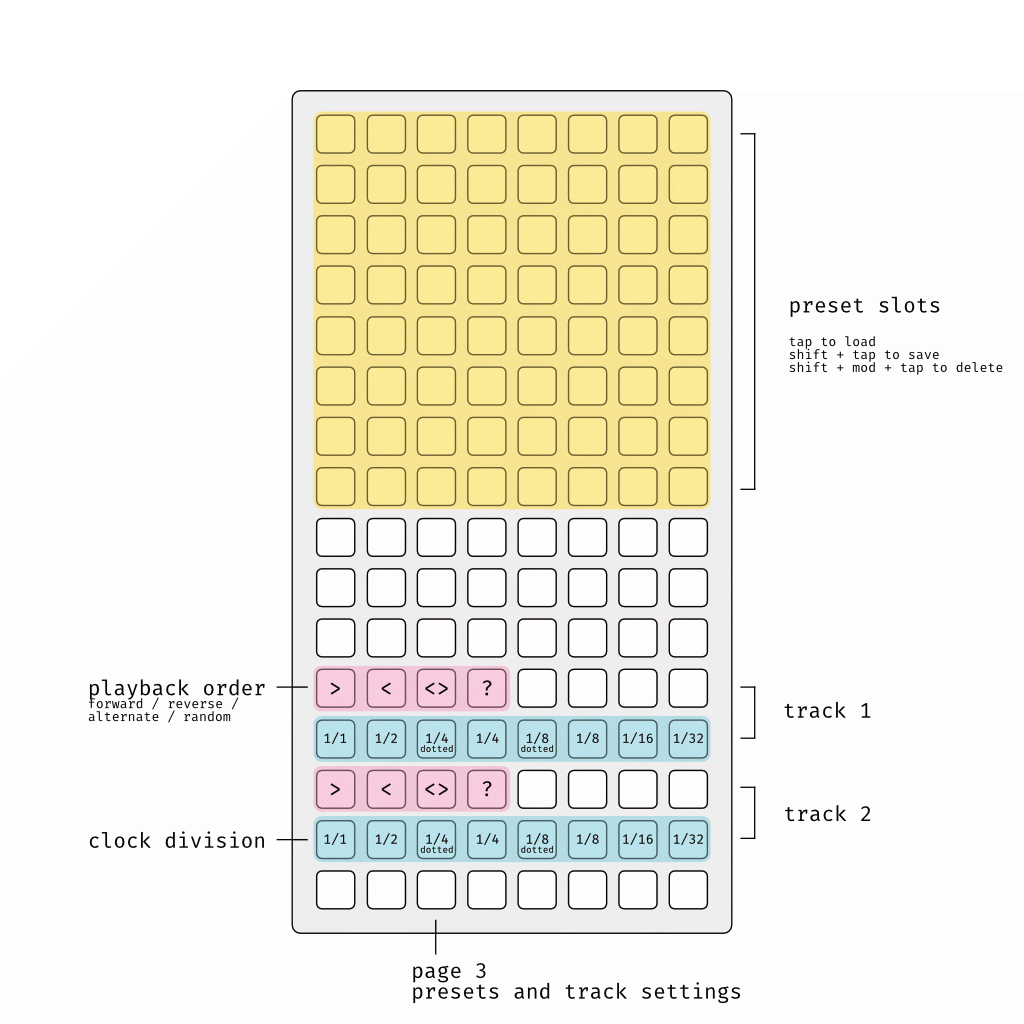 preset slots
tap to load
shift + tap to save
shift + mod + tap to delete
playback order
forward / reverse /
alternate / random
> < <> ?
track 1
1/1 1/2 1/4 dotted 1/4 1/8 dotted 1/8 1/16 1/32
> < <> ?
track 2
clock division
1/1 1/2 1/4 dotted 1/4 1/8 dotted 1/8 1/16 1/32
page 3
presets and track settings